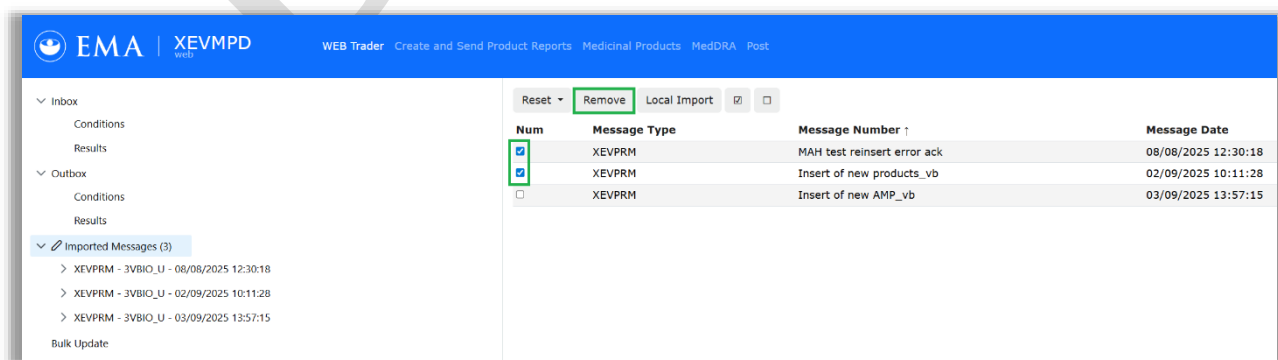 EMA | XEVMPD
web
WEB Trader Create and Send Product Reports Medicinal Products MedDRA Post
Inbox
Conditions
Results
Outbox
Conditions
Results
Imported Messages (3)
XEVPRM - 3VBIO_U - 08/08/2025 12:30:18
XEVPRM - 3VBIO_U - 02/09/2025 10:11:28
XEVPRM - 3VBIO_U - 03/09/2025 13:57:15
Bulk Update
Reset Remove Local Import
Num Message Type Message Number ↑ Message Date
XEVPRM MAH test reinsert error ack 08/08/2025 12:30:18
XEVPRM Insert of new products_vb 02/09/2025 10:11:28
XEVPRM Insert of new AMP_vb 03/09/2025 13:57:15